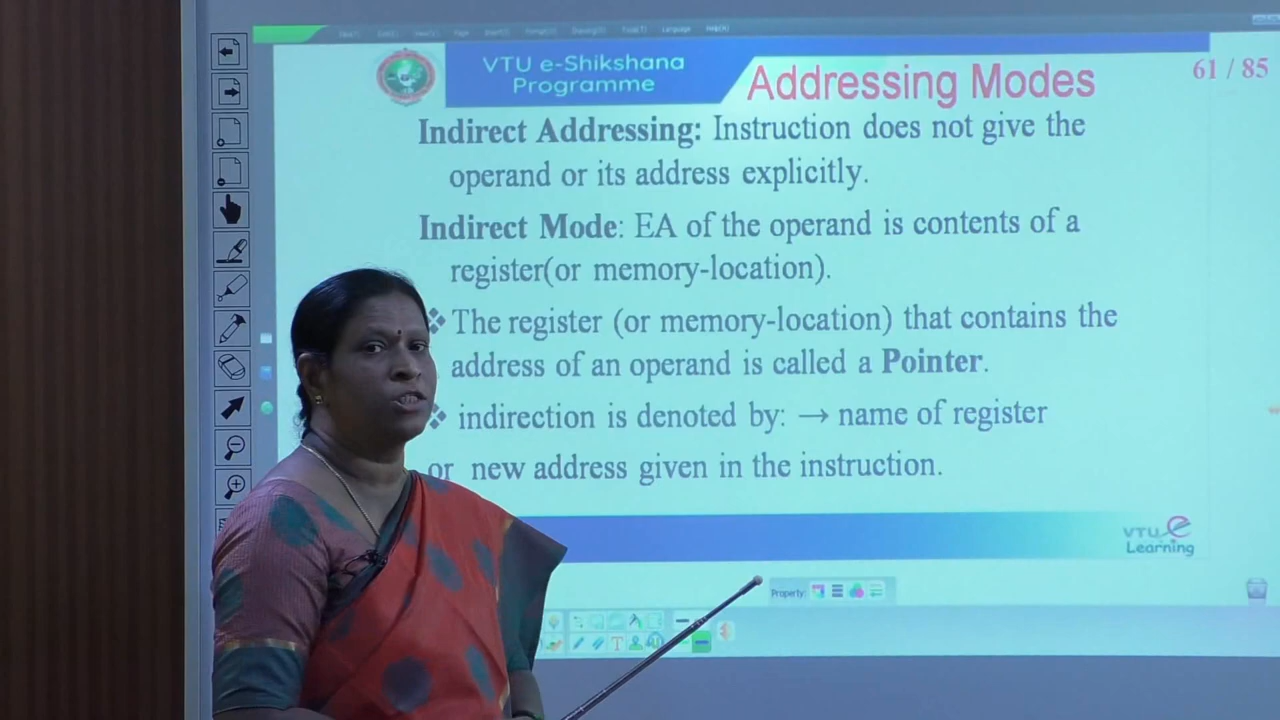 Language Help(H)
VTU e-Shikshana
Programme
Addressing Modes
61 / 85
Indirect Addressing: Instruction does not give the
operand or its address explicitly.
Indirect Mode: EA of the operand is contents of a
register(or memory-location).
❖ The register (or memory-location) that contains the
address of an operand is called a Pointer.
❖ indirection is denoted by: → name of register
or new address given in the instruction.
VTU e
Learning
Property: